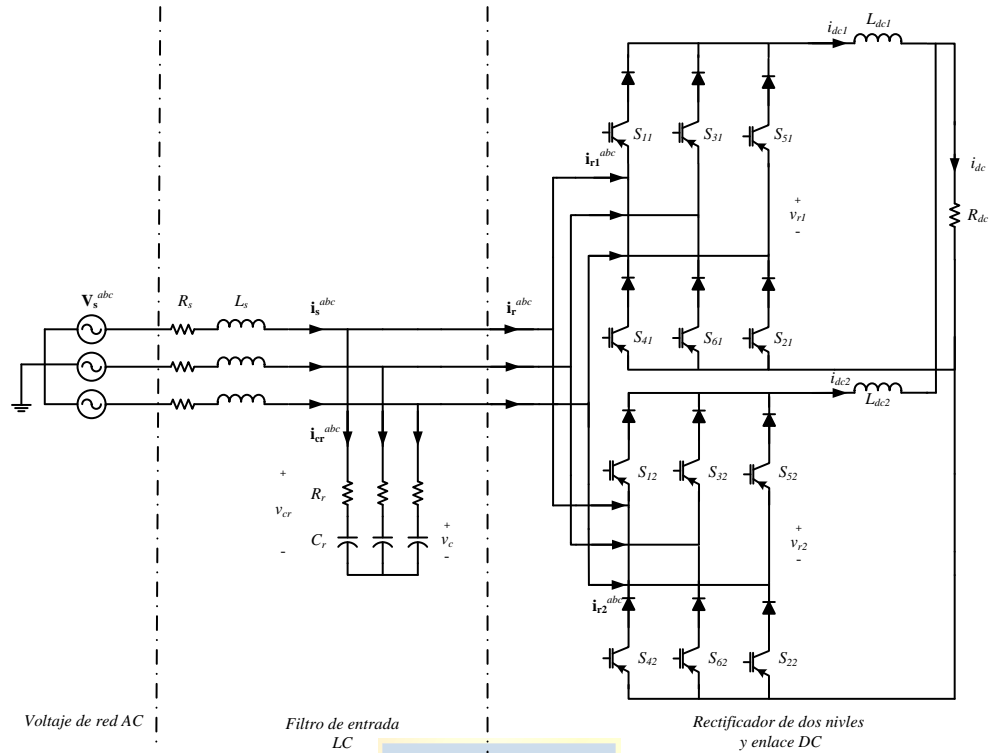 i_dc1
L_dc1
S_11
S_31
S_51
i_r1^abc
i_dc
+
v_r1
-
R_dc
V_s^abc
R_s
L_s
i_s^abc
i_r^abc
S_41
S_61
S_21
i_dc2
L_dc2
i_cr^abc
+
v_cr
-
R_r
C_r
+
v_c
-
S_12
S_32
S_52
+
v_r2
-
i_r2^abc
S_42
S_62
S_22
Voltaje de red AC
Filtro de entrada
LC
Rectificador de dos nivles
y enlace DC